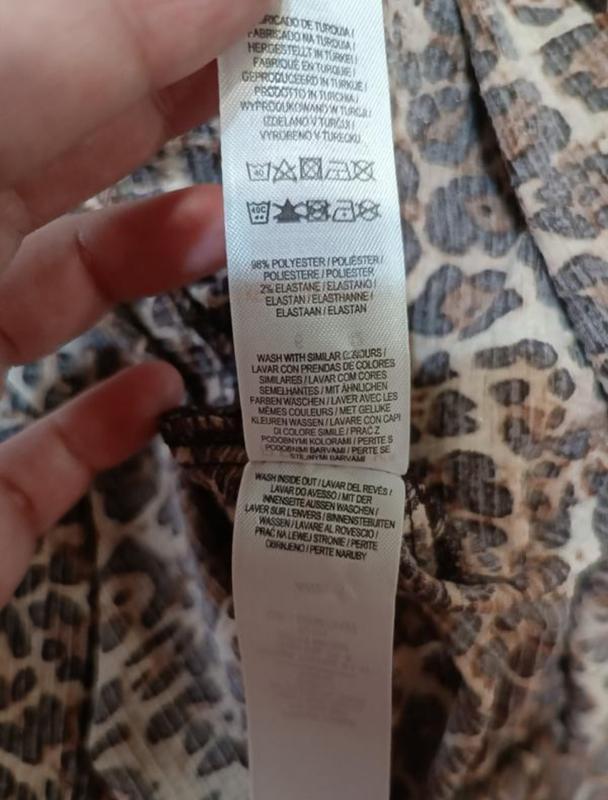 FABRICADO NA TURQUIA /
HERGESTELLT IN TÜRKEI /
FABRIQUÉ EN TURQUIE /
GEPRODUCEERD IN TURKIJE /
PRODOTTO IN TURCHIA /
WYPRODUKOWANO W TURCJI /
IZDELANO V TURČIJI /
VYROBENO V TURECKU
40
40C
98% POLYESTER / POLIÉSTER /
POLIESTERE / POLIESTER
2% ELASTANE / ELASTANO /
ELASTAN / ELASTHANNE /
ELASTAAN / ELASTAN
WASH WITH SIMILAR COLOURS /
LAVAR CON PRENDAS DE COLORES
SIMILARES / LAVAR COM CORES
SEMELHANTES / MIT ÄHNLICHEN
FARBEN WASCHEN / LAVER AVEC LES
MÊMES COULEURS / MET GELIJKE
KLEUREN WASSEN / LAVARE CON CAPI
DI COLORE SIMILE / PRAĆ Z
PODOBNYMI KOLORAMI / PERITE S
PODOBNIMI BARVAMI / PERTE SE
STEJNÝMI BARVAMI
WASH INSIDE OUT / LAVAR DEL REVÉS /
LAVAR DO AVESSO / MIT DER
INNENSEITE AUSSEN WASCHEN /
LAVER SUR L'ENVERS / BINNENSTEBUITEN
WASSEN / LAVARE AL ROVESCIO /
PRAĆ NA LEWEJ STRONIE / PERITE
OBRNJENO / PERTE NARUBY